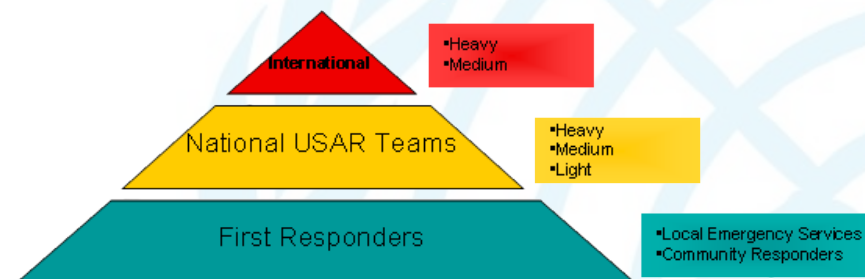 International
▪Heavy
▪Medium
National USAR Teams
▪Heavy
▪Medium
▪Light
First Responders
▪Local Emergency Services
▪Community Responders